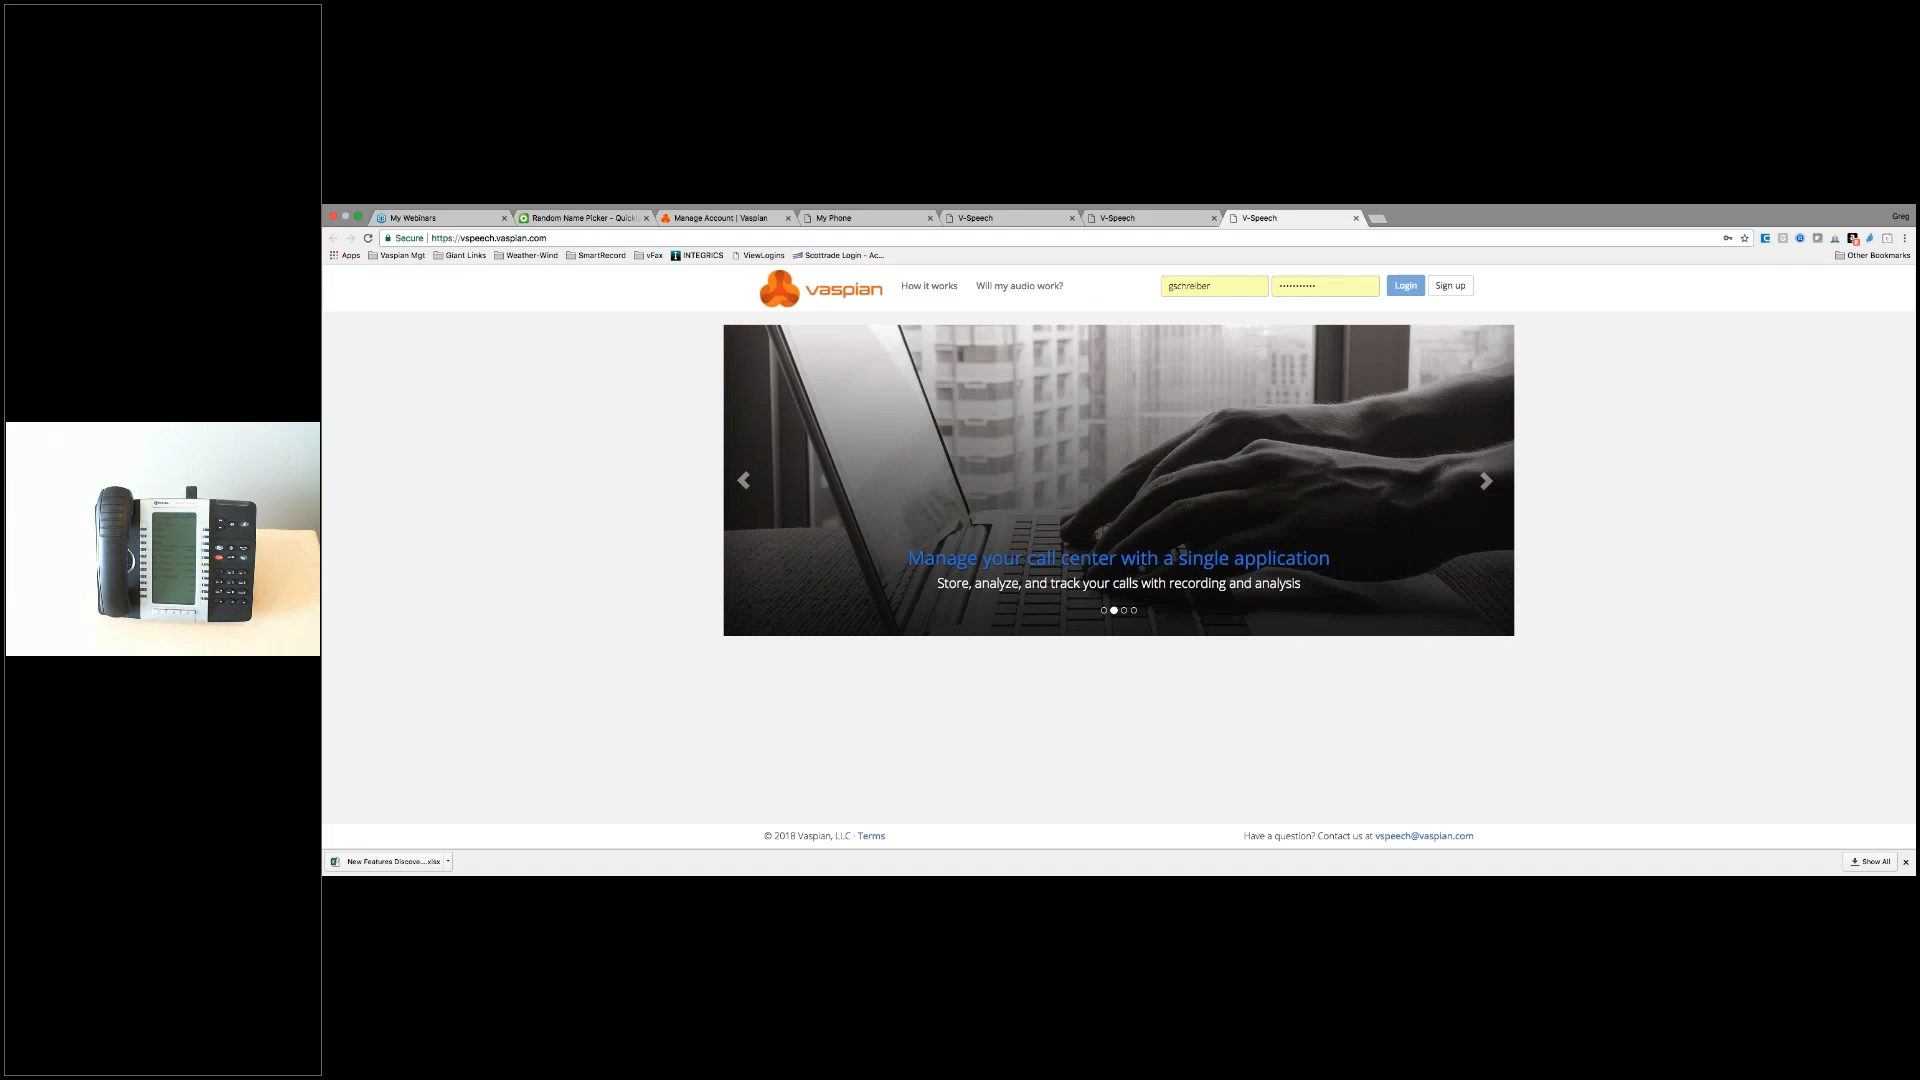 My Webinars
Random Name Picker - Quick
Manage Account | Vaspian
My Phone
V-Speech
V-Speech
V-Speech
Greg
Secure
https://vspeech.vaspian.com
Apps
Vaspian Mgt
Giant Links
Weather-Wind
SmartRecord
vFax
INTEGRICS
ViewLogins
Scottrade Login - Ac...
Other Bookmarks
vaspian
How it works
Will my audio work?
gschreiber
Login
Sign up
Manage your call center with a single application
Store, analyze, and track your calls with recording and analysis
© 2018 Vaspian, LLC · Terms
Have a question? Contact us at vspeech@vaspian.com
New Features Discove....xlsx
Show All